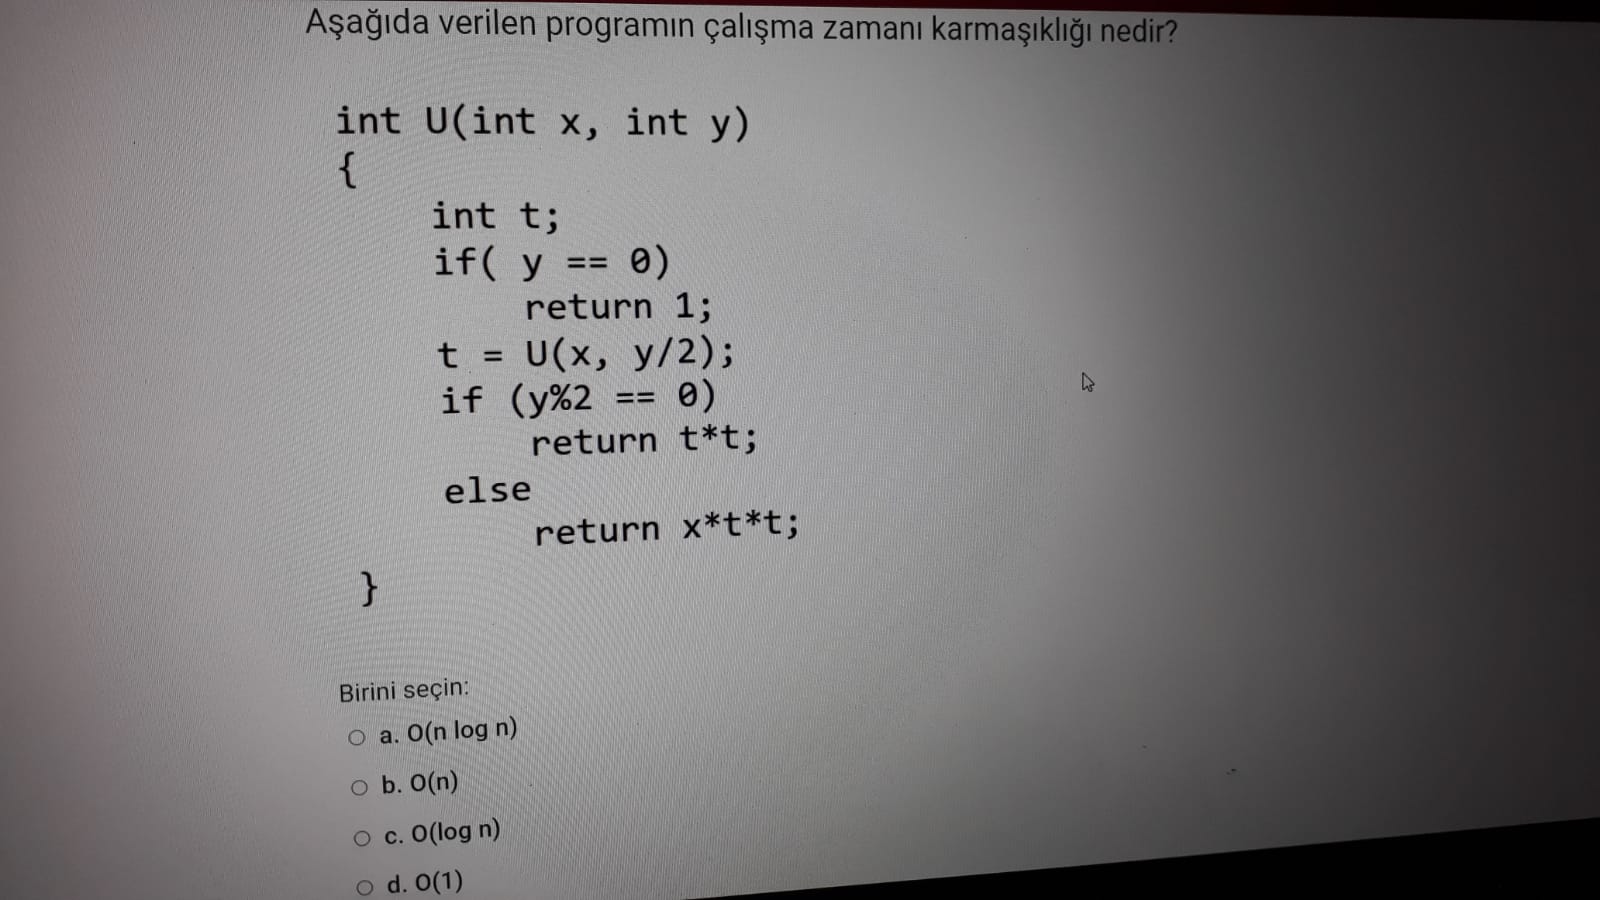 Aşağıda verilen programın çalışma zamanı karmaşıklığı nedir?
int U(int x, int y)
{
int t;
if( y == 0)
return 1;
t = U(x, y/2);
if (y%2 == 0)
return t*t;
else
return x*t*t;
}
Birini seçin:
a. O(n log n)
b. O(n)
c. O(log n)
d. O(1)